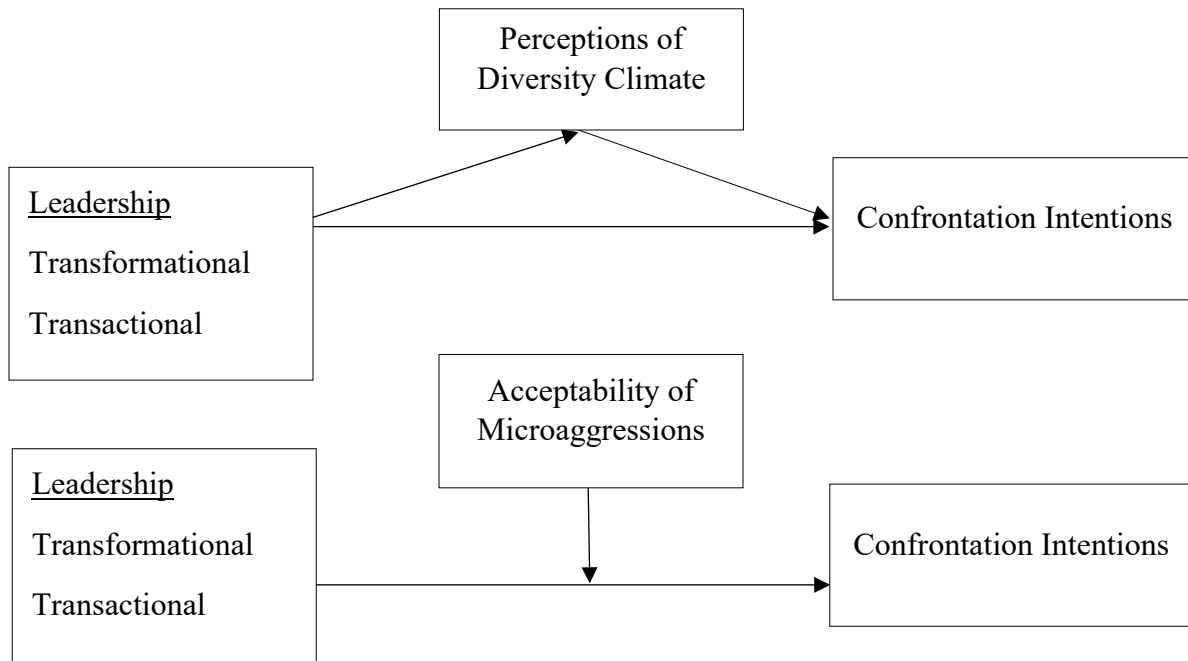 Perceptions of
Diversity Climate
Leadership
Transformational
Transactional
Confrontation Intentions
Acceptability of
Microaggressions
Leadership
Transformational
Transactional
Confrontation Intentions